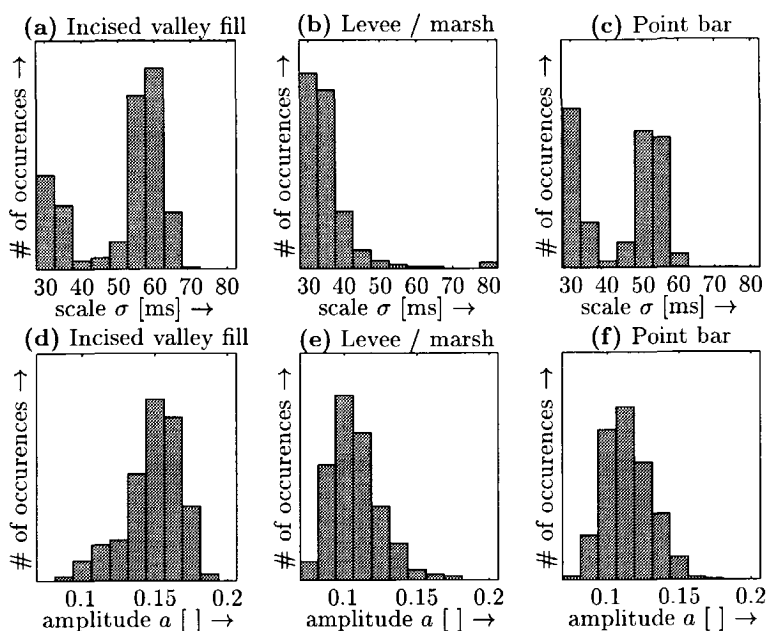 (a) Incised valley fill
(b) Levee / marsh
(c) Point bar
# of occurences →
# of occurences →
# of occurences →
30 40 50 60 70 80
30 40 50 60 70 80
30 40 50 60 70 80
scale σ [ms] →
scale σ [ms] →
scale σ [ms] →
(d) Incised valley fill
(e) Levee / marsh
(f) Point bar
# of occurences →
# of occurences →
# of occurences →
0.1 0.15 0.2
0.1 0.15 0.2
0.1 0.15 0.2
amplitude a [ ] →
amplitude a [ ] →
amplitude a [ ] →